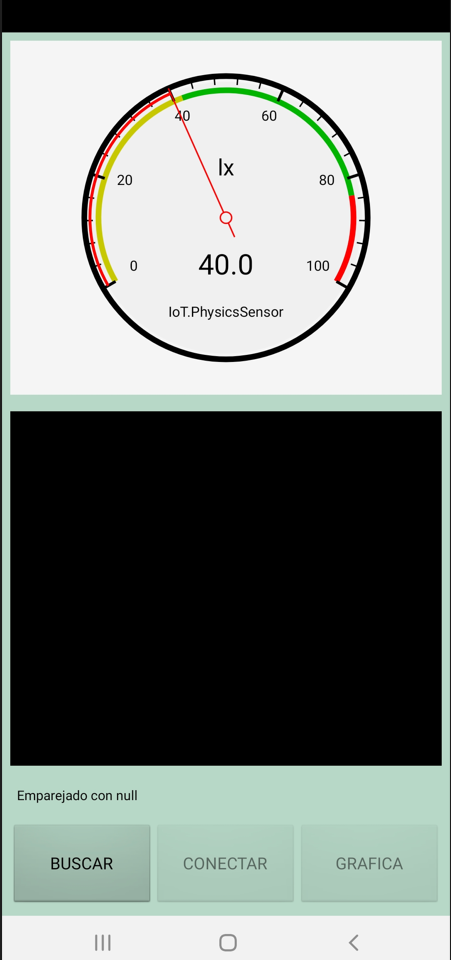 40
60
lx
20
80
0
40.0
100
IoT.PhysicsSensor
Emparejado con null
BUSCAR
CONECTAR
GRAFICA